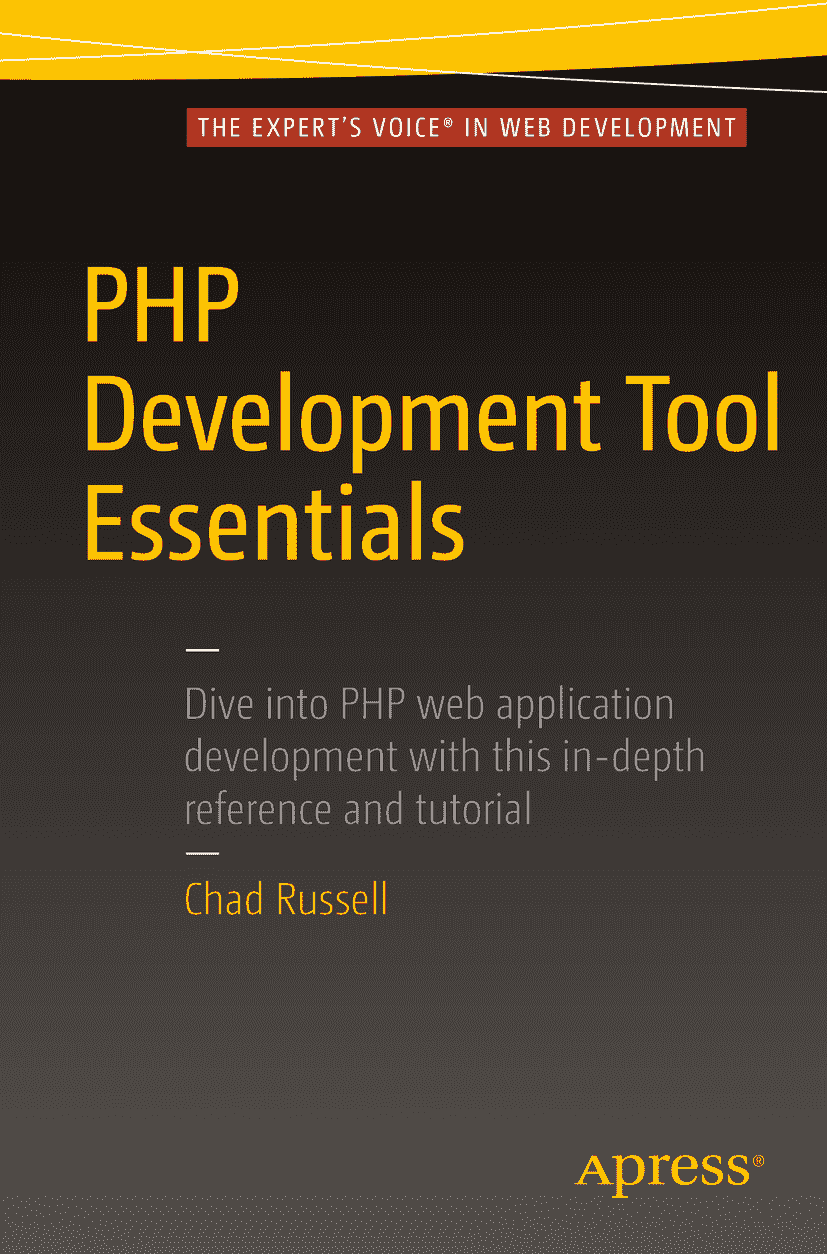 THE EXPERT’S VOICE® IN WEB DEVELOPMENT
PHP
Development Tool
Essentials
Dive into PHP web application
development with this in-depth
reference and tutorial
Chad Russell
Apress®